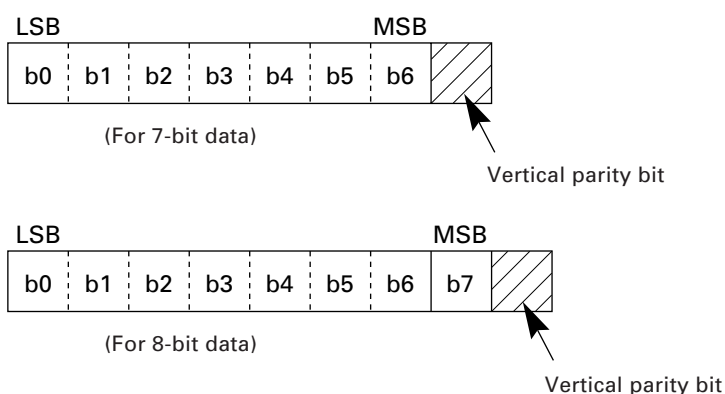 LSB MSB
b0 b1 b2 b3 b4 b5 b6
(For 7-bit data)
Vertical parity bit
LSB MSB
b0 b1 b2 b3 b4 b5 b6 b7
(For 8-bit data)
Vertical parity bit